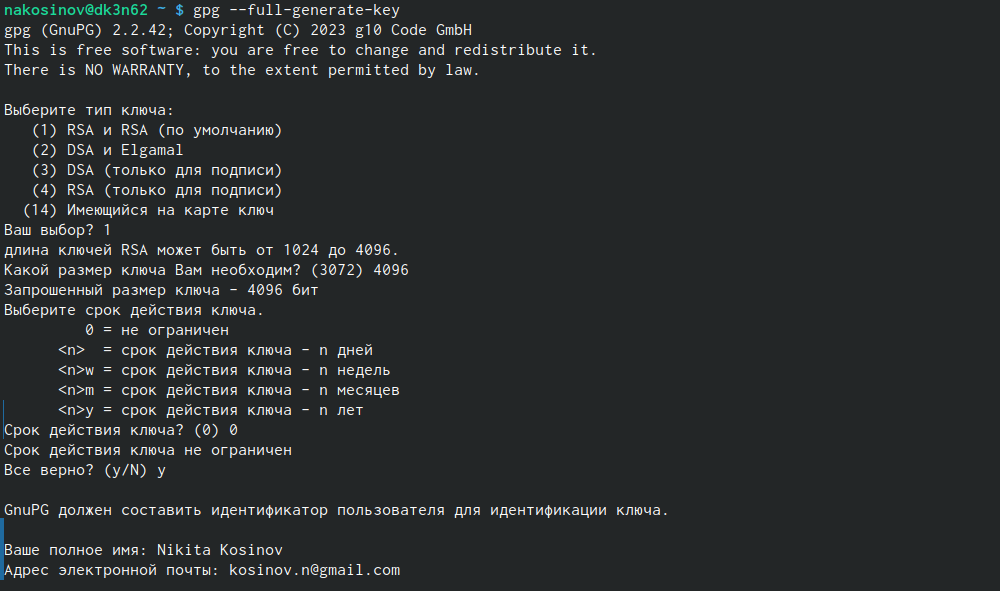 nakosinov@dk3n62 ~ $ gpg --full-generate-key
gpg (GnuPG) 2.2.42; Copyright (C) 2023 g10 Code GmbH
This is free software: you are free to change and redistribute it.
There is NO WARRANTY, to the extent permitted by law.

Выберите тип ключа:
   (1) RSA и RSA (по умолчанию)
   (2) DSA и Elgamal
   (3) DSA (только для подписи)
   (4) RSA (только для подписи)
  (14) Имеющийся на карте ключ
Ваш выбор? 1
длина ключей RSA может быть от 1024 до 4096.
Какой размер ключа Вам необходим? (3072) 4096
Запрошенный размер ключа - 4096 бит
Выберите срок действия ключа.
         0 = не ограничен
      <n>  = срок действия ключа - n дней
      <n>w = срок действия ключа - n недель
      <n>m = срок действия ключа - n месяцев
      <n>y = срок действия ключа - n лет
Срок действия ключа? (0) 0
Срок действия ключа не ограничен
Все верно? (y/N) y

GnuPG должен составить идентификатор пользователя для идентификации ключа.

Ваше полное имя: Nikita Kosinov
Адрес электронной почты: kosinov.n@gmail.com